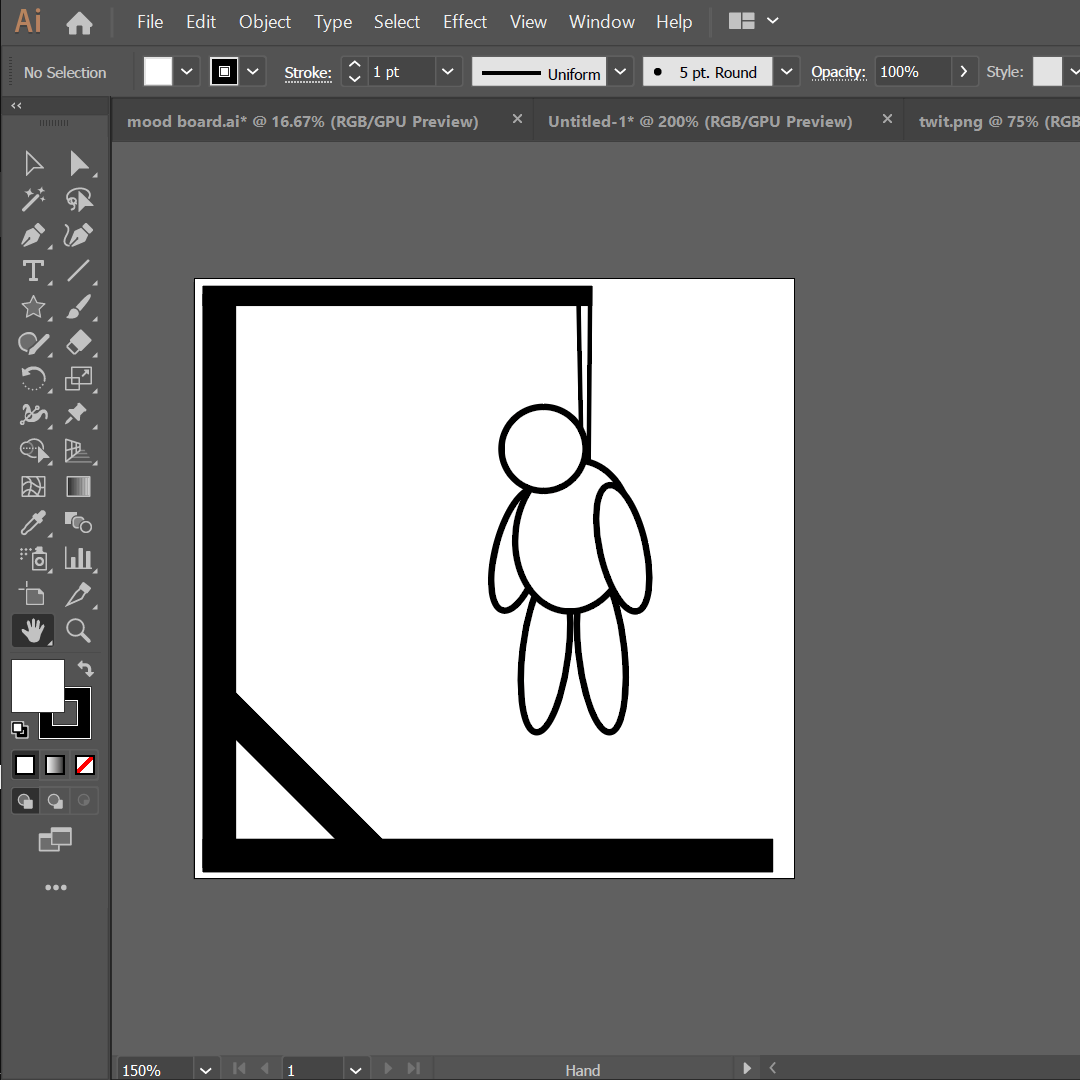 Ai File Edit Object Type Select Effect View Window Help
No Selection Stroke: 1 pt Uniform 5 pt. Round Opacity: 100% Style:
mood board.ai* @ 16.67% (RGB/GPU Preview) Untitled-1* @ 200% (RGB/GPU Preview) twit.png @ 75% (RGB
150% 1 Hand